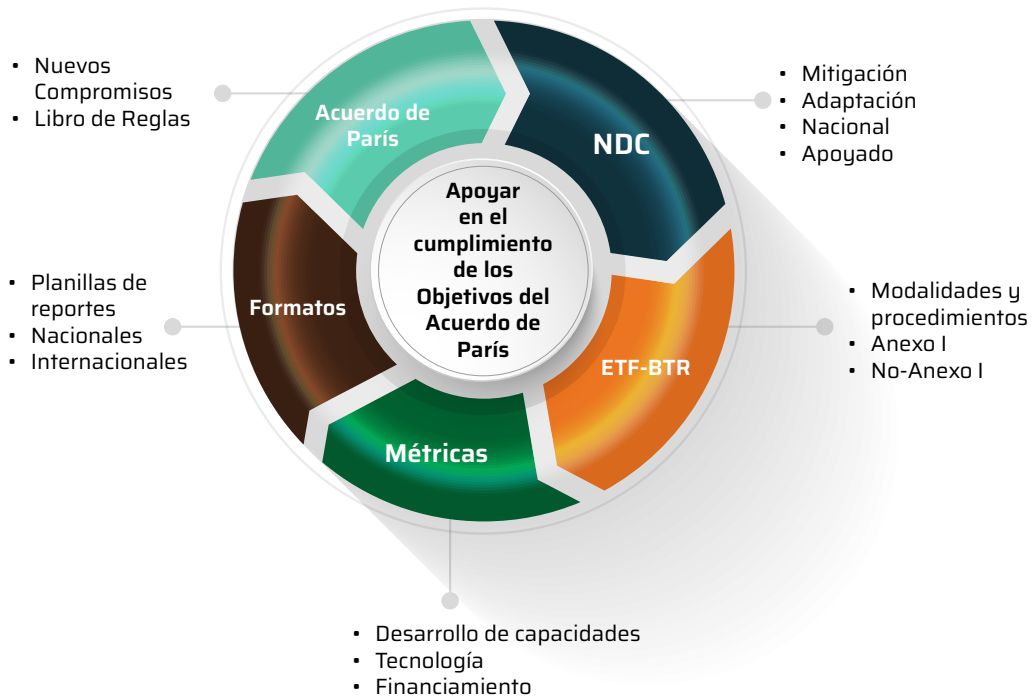 • Nuevos
Compromisos
• Libro de Reglas
Acuerdo de
París
NDC
• Mitigación
• Adaptación
• Nacional
• Apoyado
Apoyar
en el
cumplimiento
de los
Objetivos del
Acuerdo de
París
• Planillas de
reportes
• Nacionales
• Internacionales
Formatos
ETF-BTR
• Modalidades y
procedimientos
• Anexo I
• No-Anexo I
Métricas
• Desarrollo de capacidades
• Tecnología
• Financiamiento